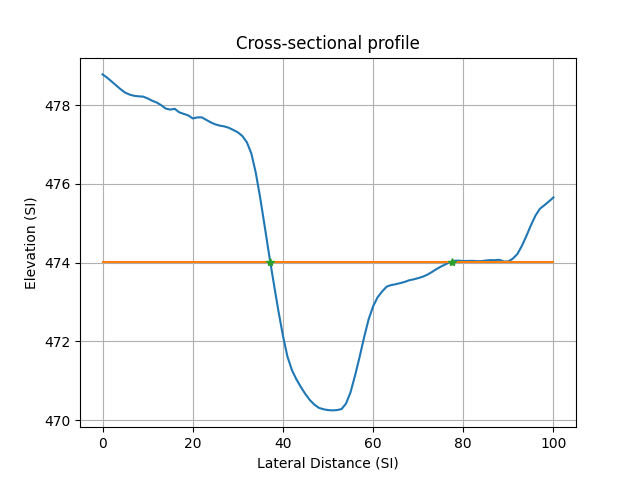 Cross-sectional profile
Elevation (SI)
478
476
474
472
470
0 20 40 60 80 100
Lateral Distance (SI)